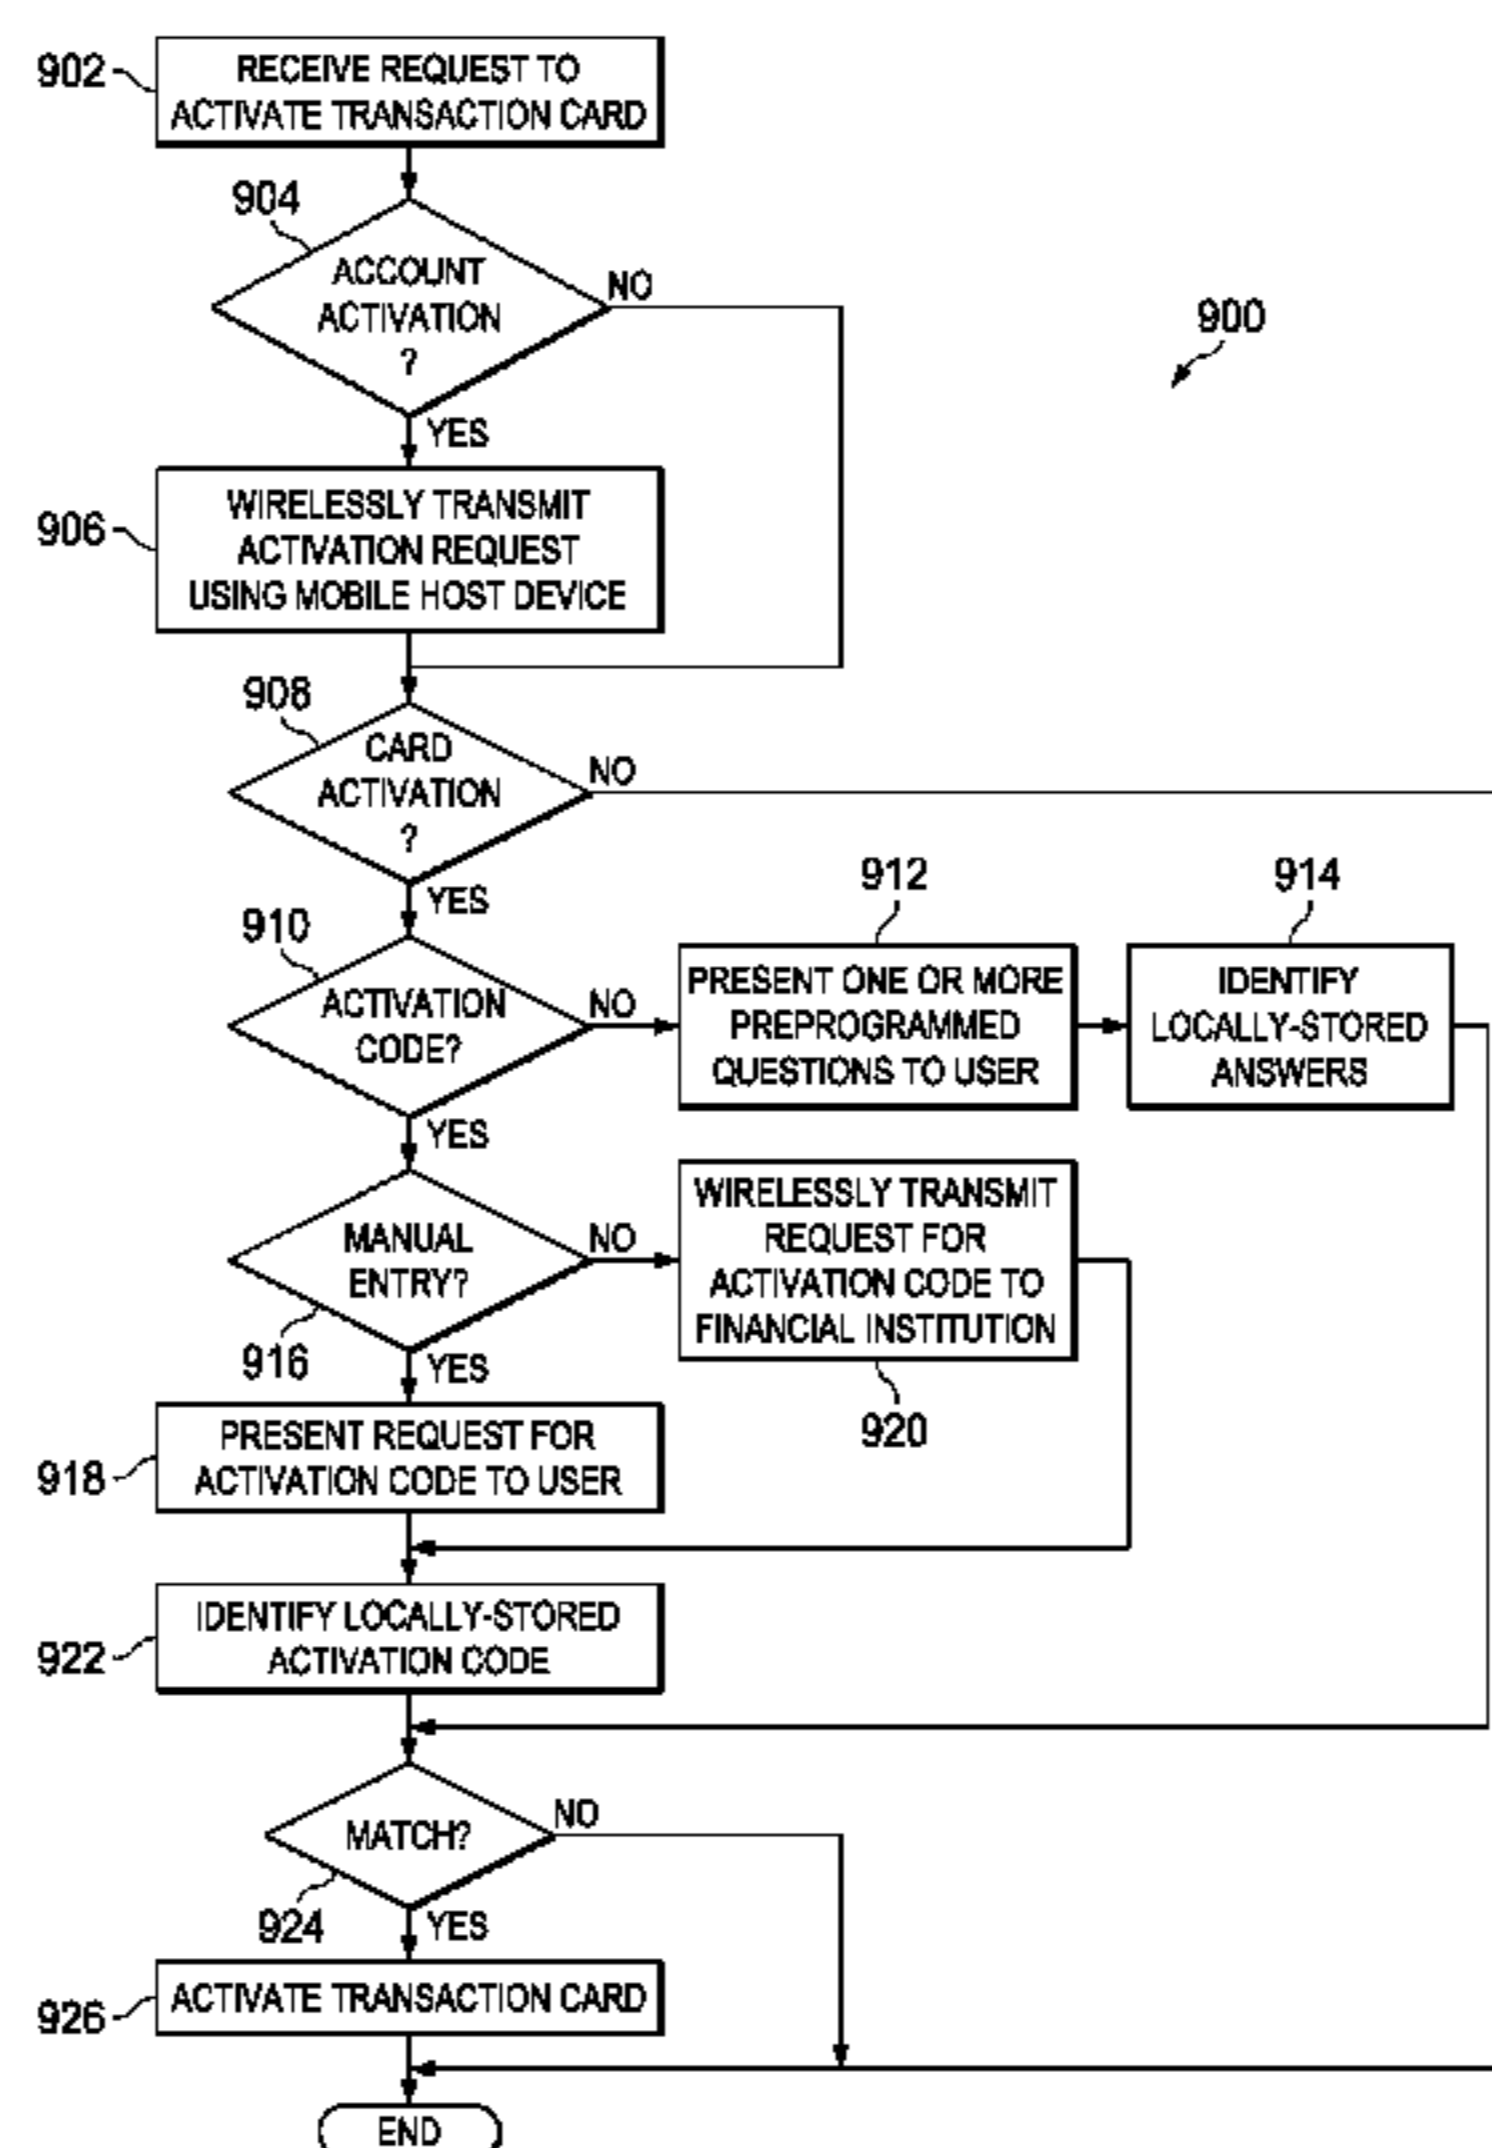 902
RECEIVE REQUEST TO
ACTIVATE TRANSACTION CARD
904
ACCOUNT
ACTIVATION
?
NO
900
YES
906
WIRELESSLY TRANSMIT
ACTIVATION REQUEST
USING MOBILE HOST DEVICE
908
CARD
ACTIVATION
?
NO
YES
910
ACTIVATION
CODE?
NO
912
PRESENT ONE OR MORE
PREPROGRAMMED
QUESTIONS TO USER
914
IDENTIFY
LOCALLY-STORED
ANSWERS
YES
MANUAL
ENTRY?
916
NO
WIRELESSLY TRANSMIT
REQUEST FOR
ACTIVATION CODE TO
FINANCIAL INSTITUTION
920
YES
918
PRESENT REQUEST FOR
ACTIVATION CODE TO USER
922
IDENTIFY LOCALLY-STORED
ACTIVATION CODE
MATCH?
NO
924
YES
926
ACTIVATE TRANSACTION CARD
END